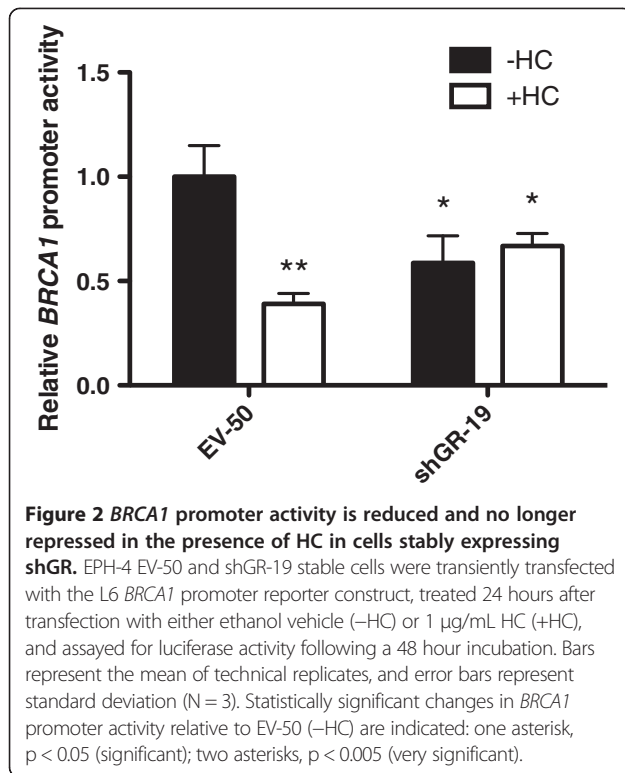 -HC
+HC
1.5
1.0
0.5
0.0
Relative BRCA1 promoter activity
**
*
*
EV-50
shGR-19
Figure 2 BRCA1 promoter activity is reduced and no longer
repressed in the presence of HC in cells stably expressing
shGR. EPH-4 EV-50 and shGR-19 stable cells were transiently transfected
with the L6 BRCA1 promoter reporter construct, treated 24 hours after
transfection with either ethanol vehicle (−HC) or 1 μg/mL HC (+HC),
and assayed for luciferase activity following a 48 hour incubation. Bars
represent the mean of technical replicates, and error bars represent
standard deviation (N = 3). Statistically significant changes in BRCA1
promoter activity relative to EV-50 (−HC) are indicated: one asterisk,
p < 0.05 (significant); two asterisks, p < 0.005 (very significant).